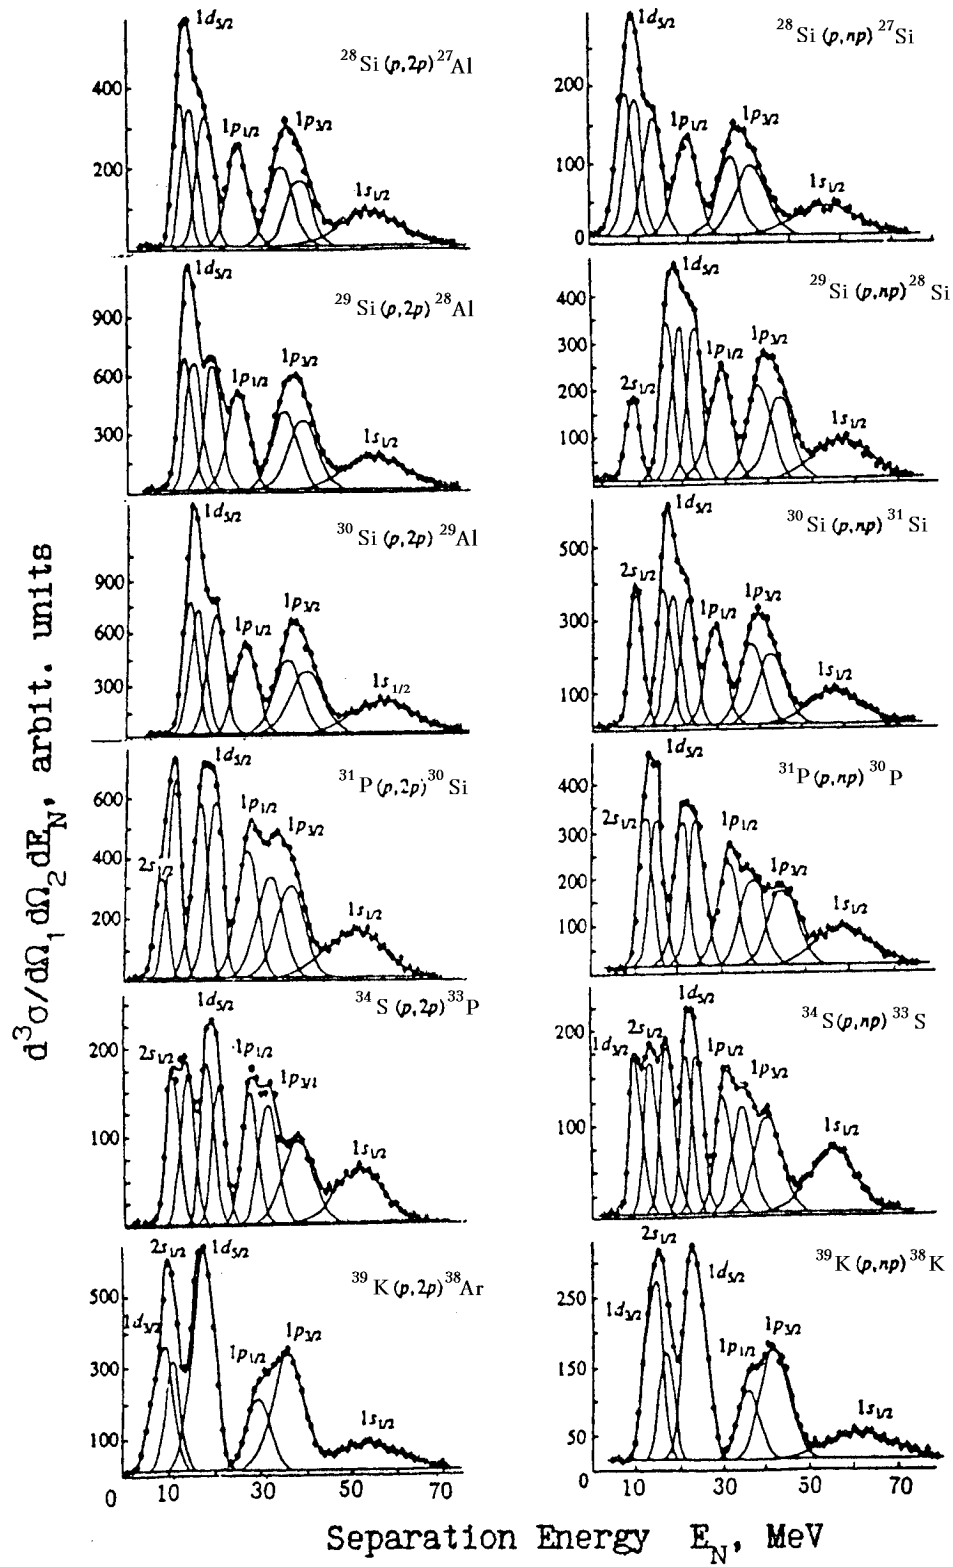 1d5/2
28Si (p,2p) 27Al
400
200
1p1/2
1p3/2
1s1/2
28Si (p,np) 27Si
200
100
0
1p1/2
1p3/2
1s1/2
1d5/2
29Si (p,2p) 28Al
900
600
300
1p1/2
1p3/2
1s1/2
1d5/2
29Si (p,np) 28Si
400
300
200
100
2s1/2
1p1/2
1p3/2
1s1/2
1d5/2
30Si (p,2p) 29Al
900
600
300
1p1/2
1p3/2
1s1/2
1d5/2
30Si (p,np) 31Si
500
300
100
2s1/2
1p1/2
1p3/2
1s1/2
1d5/2
31P (p,2p) 30Si
600
400
200
2s1/2
1p1/2
1p3/2
1s1/2
1d5/2
31P (p,np) 30P
400
300
200
100
2s1/2
1p1/2
1p3/2
1s1/2
34S (p,2p) 33P
1d5/2
200
100
2s1/2
1p1/2
1p3/2
1s1/2
1d5/2
34S (p,np) 33S
200
100
1d3/2
2s1/2
1p1/2
1p3/2
1s1/2
2s1/2
1d5/2
39K (p,2p) 38Ar
500
300
100
1d3/2
1p1/2
1p3/2
1s1/2
0 10 30 50 70
2s1/2
1d5/2
39K (p,np) 38K
250
150
50
1d3/2
1p1/2
1p3/2
1s1/2
0 10 30 50 70
d3σ/dΩ1dΩ2dEN, arbit. units
Separation Energy EN, MeV